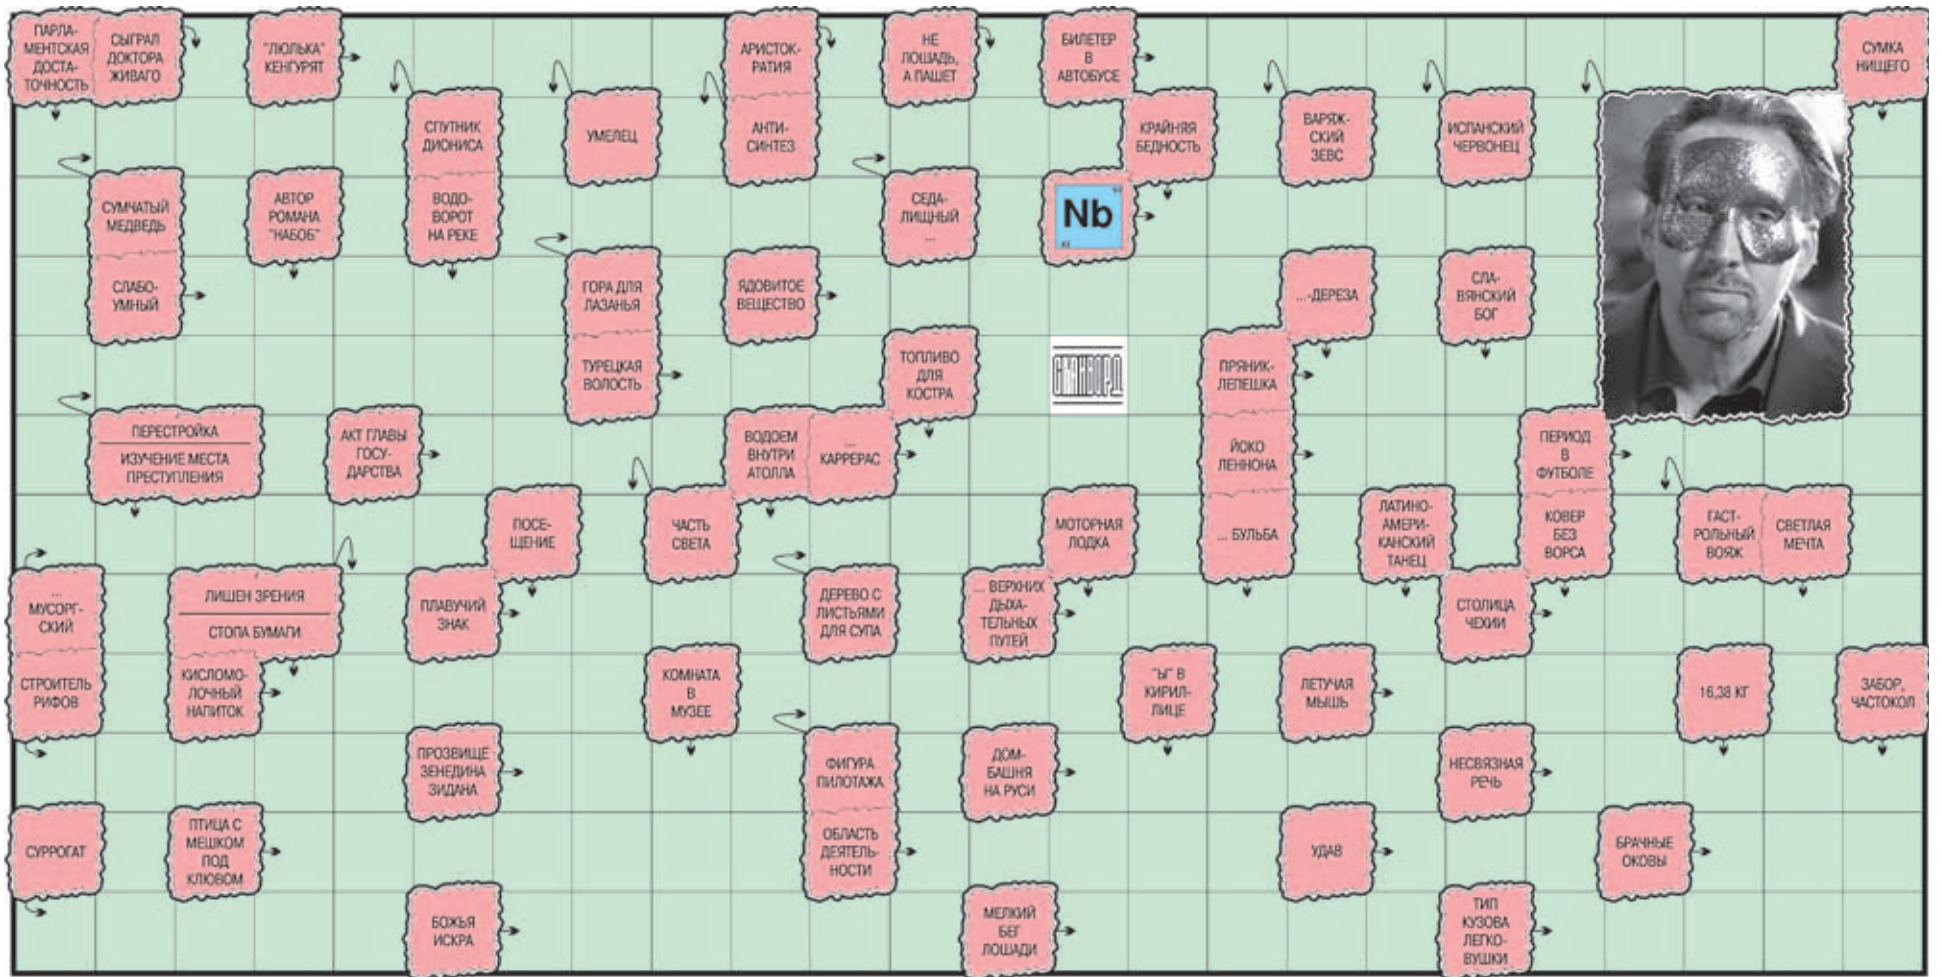 ПАРЛА-
МЕНТСКАЯ
ДОСТА-
ТОЧНОСТЬ
СЫГРАЛ
ДОКТОРА
ЖИВАГО
"ЛЮЛЬКА"
КЕНГУРЯТ
АРИСТОК-
РАТИЯ
НЕ
ЛОШАДЬ,
А ПАШЕТ
БИЛЕТЕР
В
АВТОБУСЕ
СУМКА
НИЩЕГО
СПУТНИК
ДИОНИСА
УМЕЛЕЦ
АНТИ-
СИНТЕЗ
КРАЙНЯЯ
БЕДНОСТЬ
ВАРЯЖ-
СКИЙ
ЗЕВС
ИСПАНСКИЙ
ЧЕРВОНЕЦ
СУМЧАТЫЙ
МЕДВЕДЬ
АВТОР
РОМАНА
"НАБОБ"
ВОДО-
ВОРОТ
НА РЕКЕ
СЕДА-
ЛИЩНЫЙ
...
Nb
СЛАБО-
УМНЫЙ
ГОРА ДЛЯ
ЛАЗАНЬЯ
ЯДОВИТОЕ
ВЕЩЕСТВО
...-ДЕРЕЗА
СЛА-
ВЯНСКИЙ
БОГ
ТУРЕЦКАЯ
ВОЛОСТЬ
ТОПЛИВО
ДЛЯ
КОСТРА
СКАНВОРД
ПРЯНИК-
ЛЕПЕШКА
ПЕРЕСТРОЙКА
ИЗУЧЕНИЕ МЕСТА
ПРЕСТУПЛЕНИЯ
АКТ ГЛАВЫ
ГОСУ-
ДАРСТВА
ВОДОЕМ
ВНУТРИ
АТОЛЛА
...
КАРРЕРАС
ЙОКО
ЛЕННОНА
ПЕРИОД
В
ФУТБОЛЕ
ПОСЕ-
ЩЕНИЕ
ЧАСТЬ
СВЕТА
МОТОРНАЯ
ЛОДКА
... БУЛЬБА
ЛАТИНО-
АМЕРИ-
КАНСКИЙ
ТАНЕЦ
КОВЕР
БЕЗ
ВОРСА
ГАСТ-
РОЛЬНЫЙ
ВОЯЖ
СВЕТЛАЯ
МЕЧТА
...
МУСОРГ-
СКИЙ
ЛИШЕН ЗРЕНИЯ
СТОПА БУМАГИ
ПЛАВУЧИЙ
ЗНАК
ДЕРЕВО С
ЛИСТЬЯМИ
ДЛЯ СУПА
... ВЕРХНИХ
ДЫХА-
ТЕЛЬНЫХ
ПУТЕЙ
СТОЛИЦА
ЧЕХИИ
СТРОИТЕЛЬ
РИФОВ
КИСЛОМО-
ЛОЧНЫЙ
НАПИТОК
КОМНАТА
В
МУЗЕЕ
"Ы" В
КИРИЛ-
ЛИЦЕ
ЛЕТУЧАЯ
МЫШЬ
16,38 КГ
ЗАБОР,
ЧАСТОКОЛ
ПРОЗВИЩЕ
ЗЕНЕДИНА
ЗИДАНА
ФИГУРА
ПИЛОТАЖА
ДОМ-
БАШНЯ
НА РУСИ
НЕСВЯЗНАЯ
РЕЧЬ
СУРРОГАТ
ПТИЦА С
МЕШКОМ
ПОД
КЛЮВОМ
ОБЛАСТЬ
ДЕЯТЕЛЬ-
НОСТИ
УДАВ
БРАЧНЫЕ
ОКОВЫ
БОЖЬЯ
ИСКРА
МЕЛКИЙ
БЕГ
ЛОШАДИ
ТИП
КУЗОВА
ЛЕГКО-
ВУШКИ